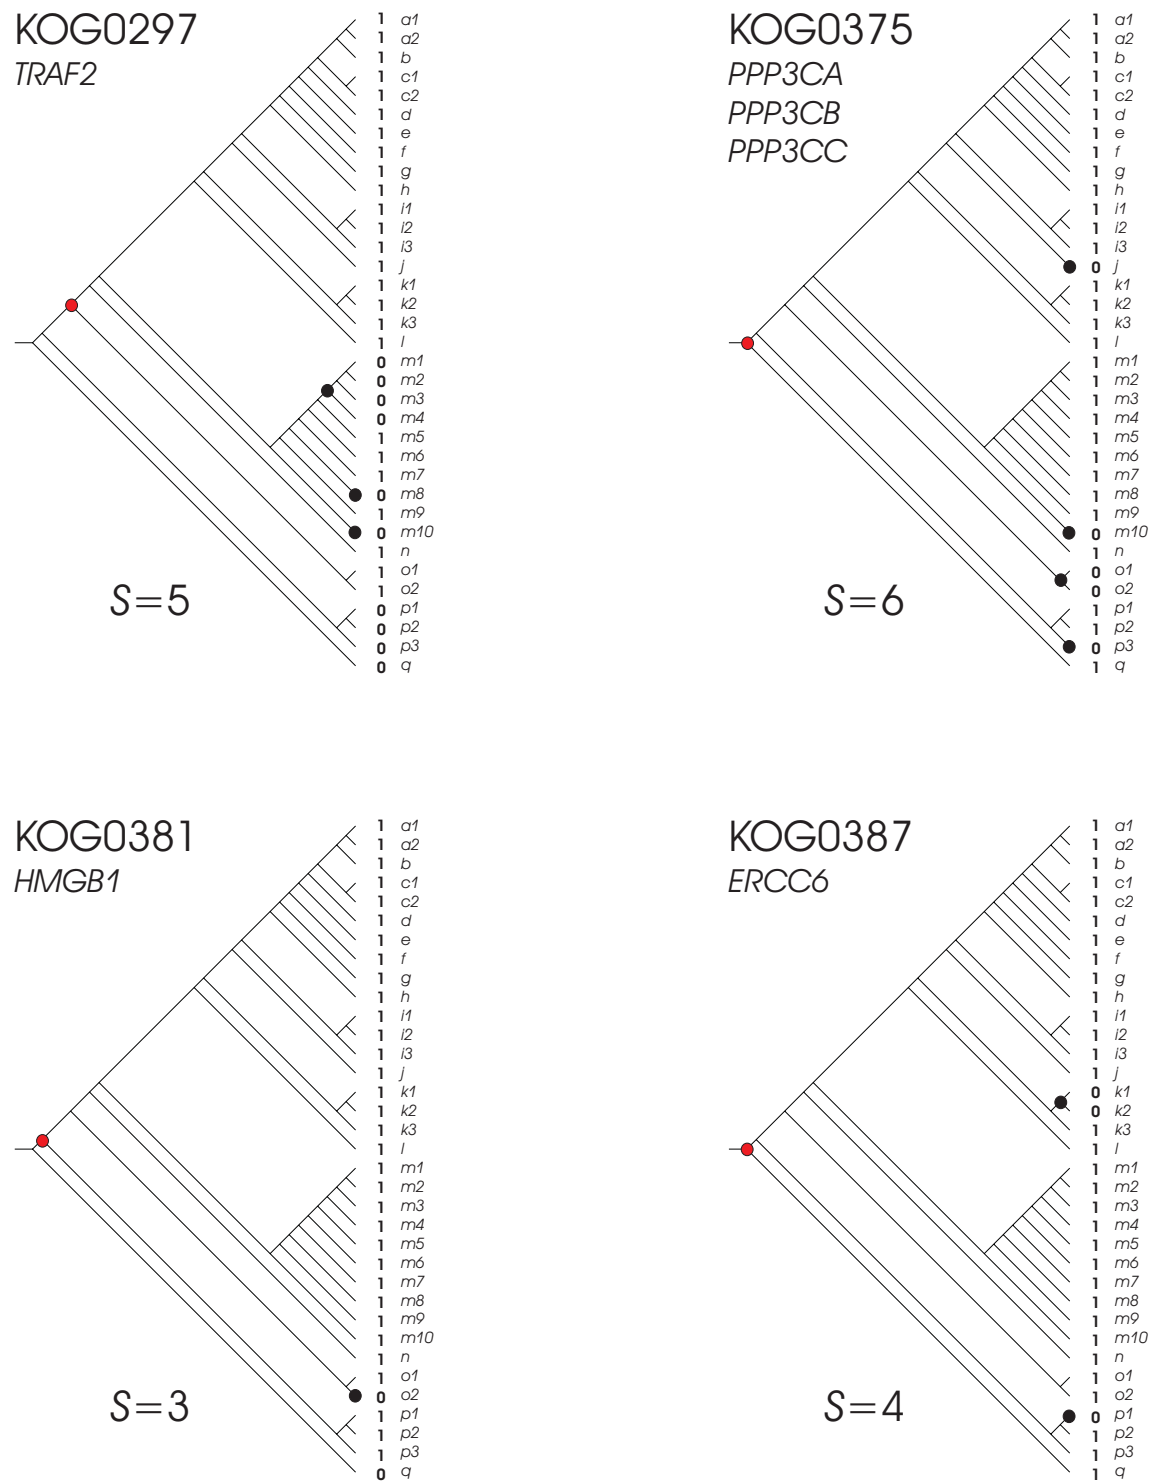 KOG0297
TRAF2
1 a1
1 a2
1 b
1 c1
1 c2
1 d
1 e
1 f
1 g
1 h
1 i1
1 i2
1 i3
1 j
1 k1
1 k2
1 k3
1 l
0 m1
0 m2
0 m3
0 m4
1 m5
1 m6
1 m7
0 m8
1 m9
0 m10
1 n
1 o1
1 o2
0 p1
0 p2
0 p3
0 q
S=5
KOG0375
PPP3CA
PPP3CB
PPP3CC
1 a1
1 a2
1 b
1 c1
1 c2
1 d
1 e
1 f
1 g
1 h
1 i1
1 i2
1 i3
0 j
1 k1
1 k2
1 k3
1 l
1 m1
1 m2
1 m3
1 m4
1 m5
1 m6
1 m7
1 m8
1 m9
0 m10
1 n
0 o1
0 o2
1 p1
1 p2
0 p3
1 q
S=6
KOG0381
HMGB1
1 a1
1 a2
1 b
1 c1
1 c2
1 d
1 e
1 f
1 g
1 h
1 i1
1 i2
1 i3
1 j
1 k1
1 k2
1 k3
1 l
1 m1
1 m2
1 m3
1 m4
1 m5
1 m6
1 m7
1 m8
1 m9
1 m10
1 n
1 o1
0 o2
1 p1
1 p2
1 p3
0 q
S=3
KOG0387
ERCC6
1 a1
1 a2
1 b
1 c1
1 c2
1 d
1 e
1 f
1 g
1 h
1 i1
1 i2
1 i3
1 j
0 k1
0 k2
1 k3
1 l
1 m1
1 m2
1 m3
1 m4
1 m5
1 m6
1 m7
1 m8
1 m9
1 m10
1 n
1 o1
1 o2
0 p1
1 p2
1 p3
1 q
S=4